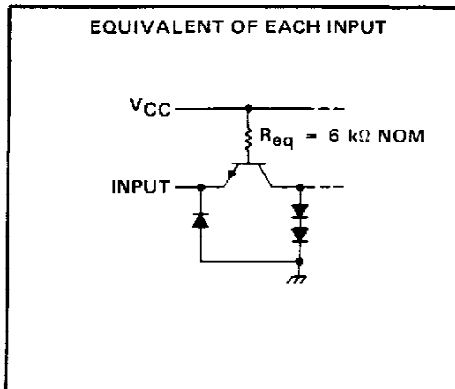 EQUIVALENT OF EACH INPUT
VCC
Req = 6 kΩ NOM
INPUT